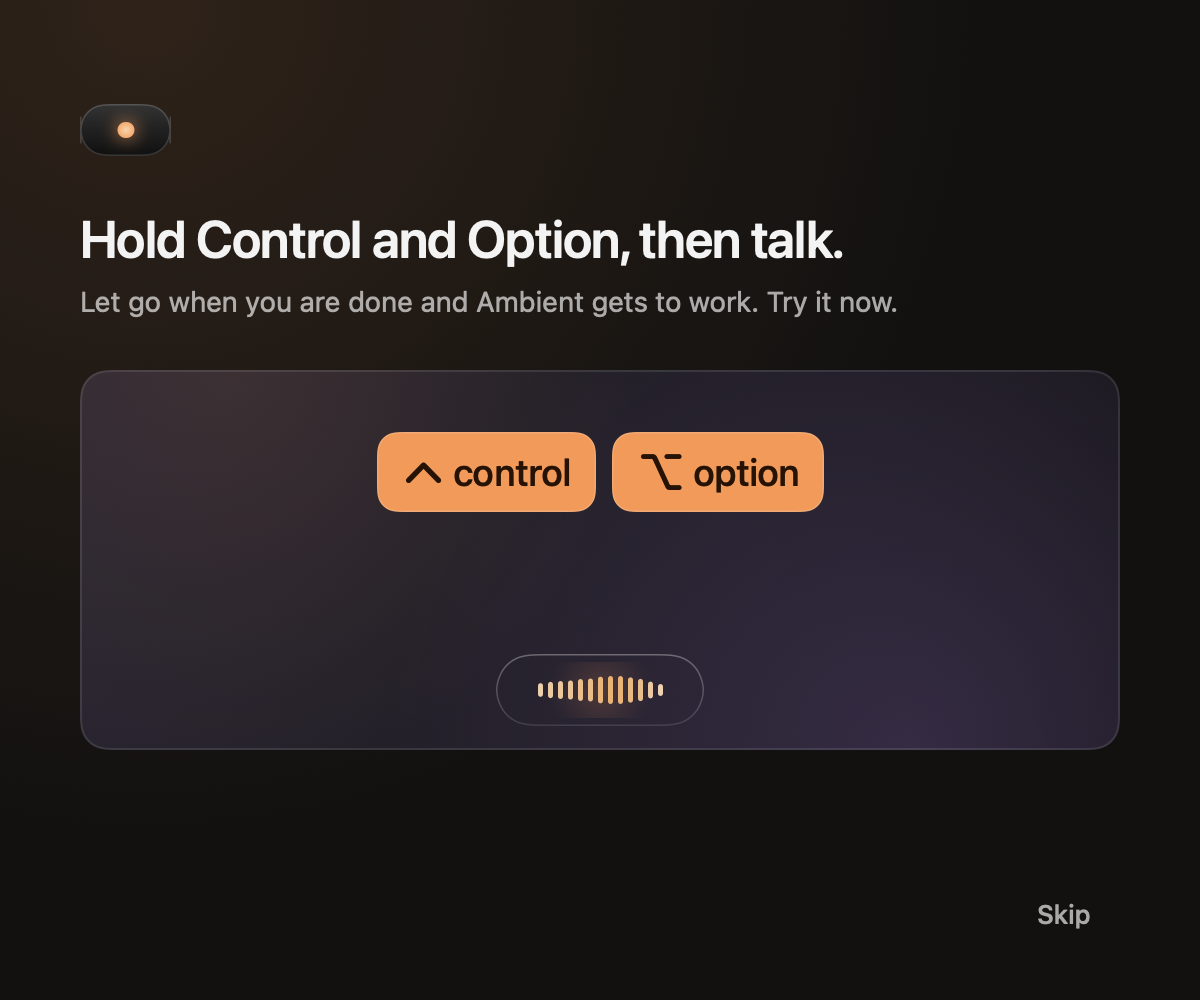 Hold Control and Option, then talk.
Let go when you are done and Ambient gets to work. Try it now.
⌃ control ⌥ option
Skip